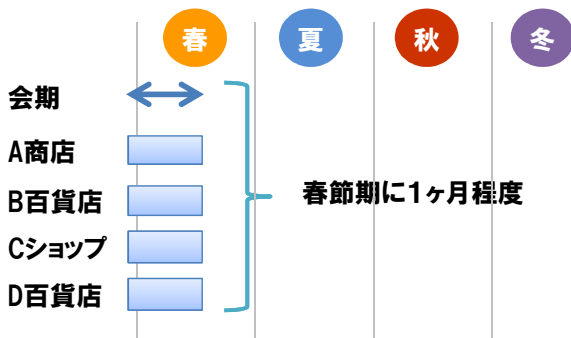 春 夏 秋 冬
会期
A商店
B百貨店
Cショップ
D百貨店
春節期に1ヶ月程度